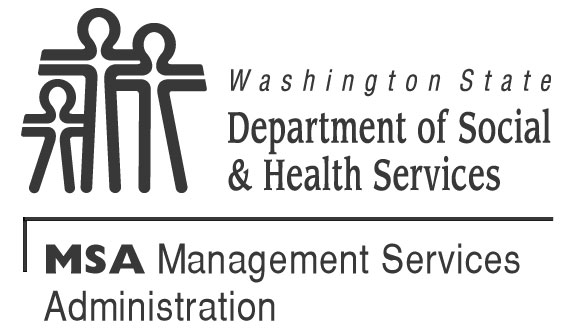 Washington State
Department of Social
& Health Services
MSA Management Services
Administration